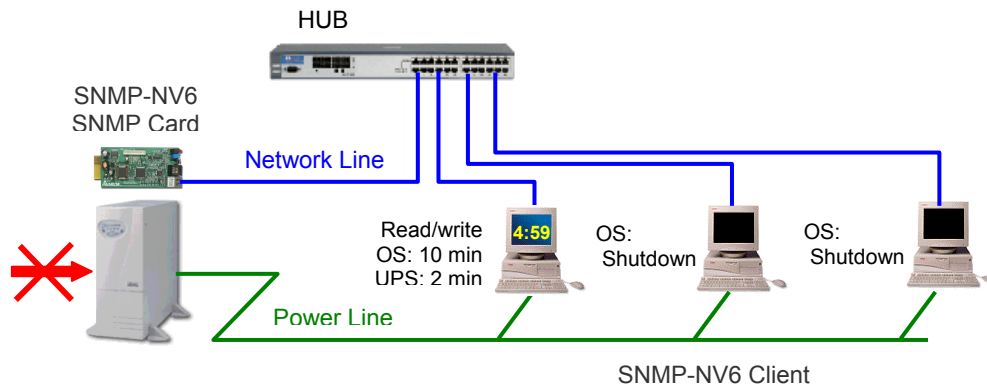 HUB
SNMP-NV6
SNMP Card
Network Line
Read/write
OS: 10 min
UPS: 2 min
4:59
OS:
Shutdown
OS:
Shutdown
Power Line
SNMP-NV6 Client